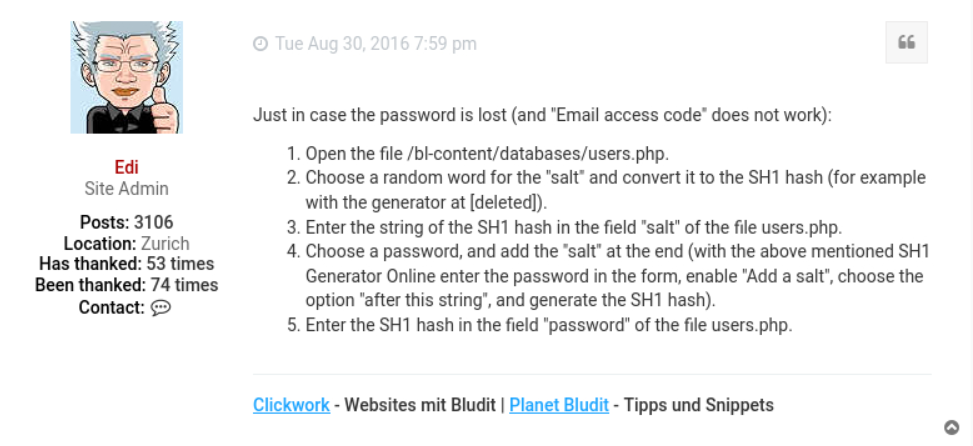 Tue Aug 30, 2016 7:59 pm
Just in case the password is lost (and "Email access code" does not work):
1. Open the file /bl-content/databases/users.php.
2. Choose a random word for the "salt" and convert it to the SH1 hash (for example
with the generator at [deleted]).
3. Enter the string of the SH1 hash in the field "salt" of the file users.php.
4. Choose a password, and add the "salt" at the end (with the above mentioned SH1
Generator Online enter the password in the form, enable "Add a salt", choose the
option "after this string", and generate the SH1 hash).
5. Enter the SH1 hash in the field "password" of the file users.php.
Edi
Site Admin
Posts: 3106
Location: Zurich
Has thanked: 53 times
Been thanked: 74 times
Contact:
Clickwork - Websites mit Bludit | Planet Bludit - Tipps und Snippets